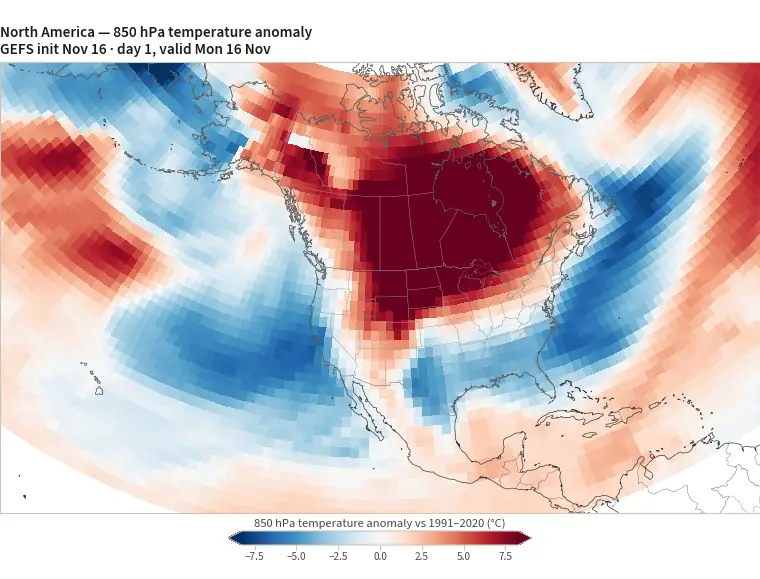 North America — 850 hPa temperature anomaly
GEFS init Nov 16 · day 1, valid Mon 16 Nov
850 hPa temperature anomaly vs 1991–2020 (°C)
−7.5 −5.0 −2.5 0.0 2.5 5.0 7.5